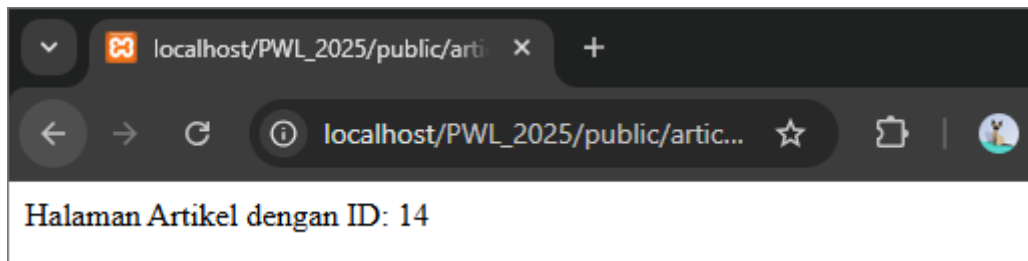 localhost/PWL_2025/public/arti
localhost/PWL_2025/public/artic...
Halaman Artikel dengan ID: 14